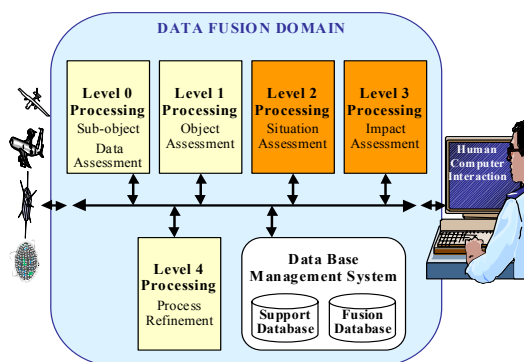 DATA FUSION DOMAIN
Level 0
Processing
Sub-object
Data
Assessment
Level 1
Processing
Object
Assessment
Level 2
Processing
Situation
Assessment
Level 3
Processing
Impact
Assessment
Human
Computer
Interaction
Level 4
Processing
Process
Refinement
Data Base
Management System
Support
Database
Fusion
Database